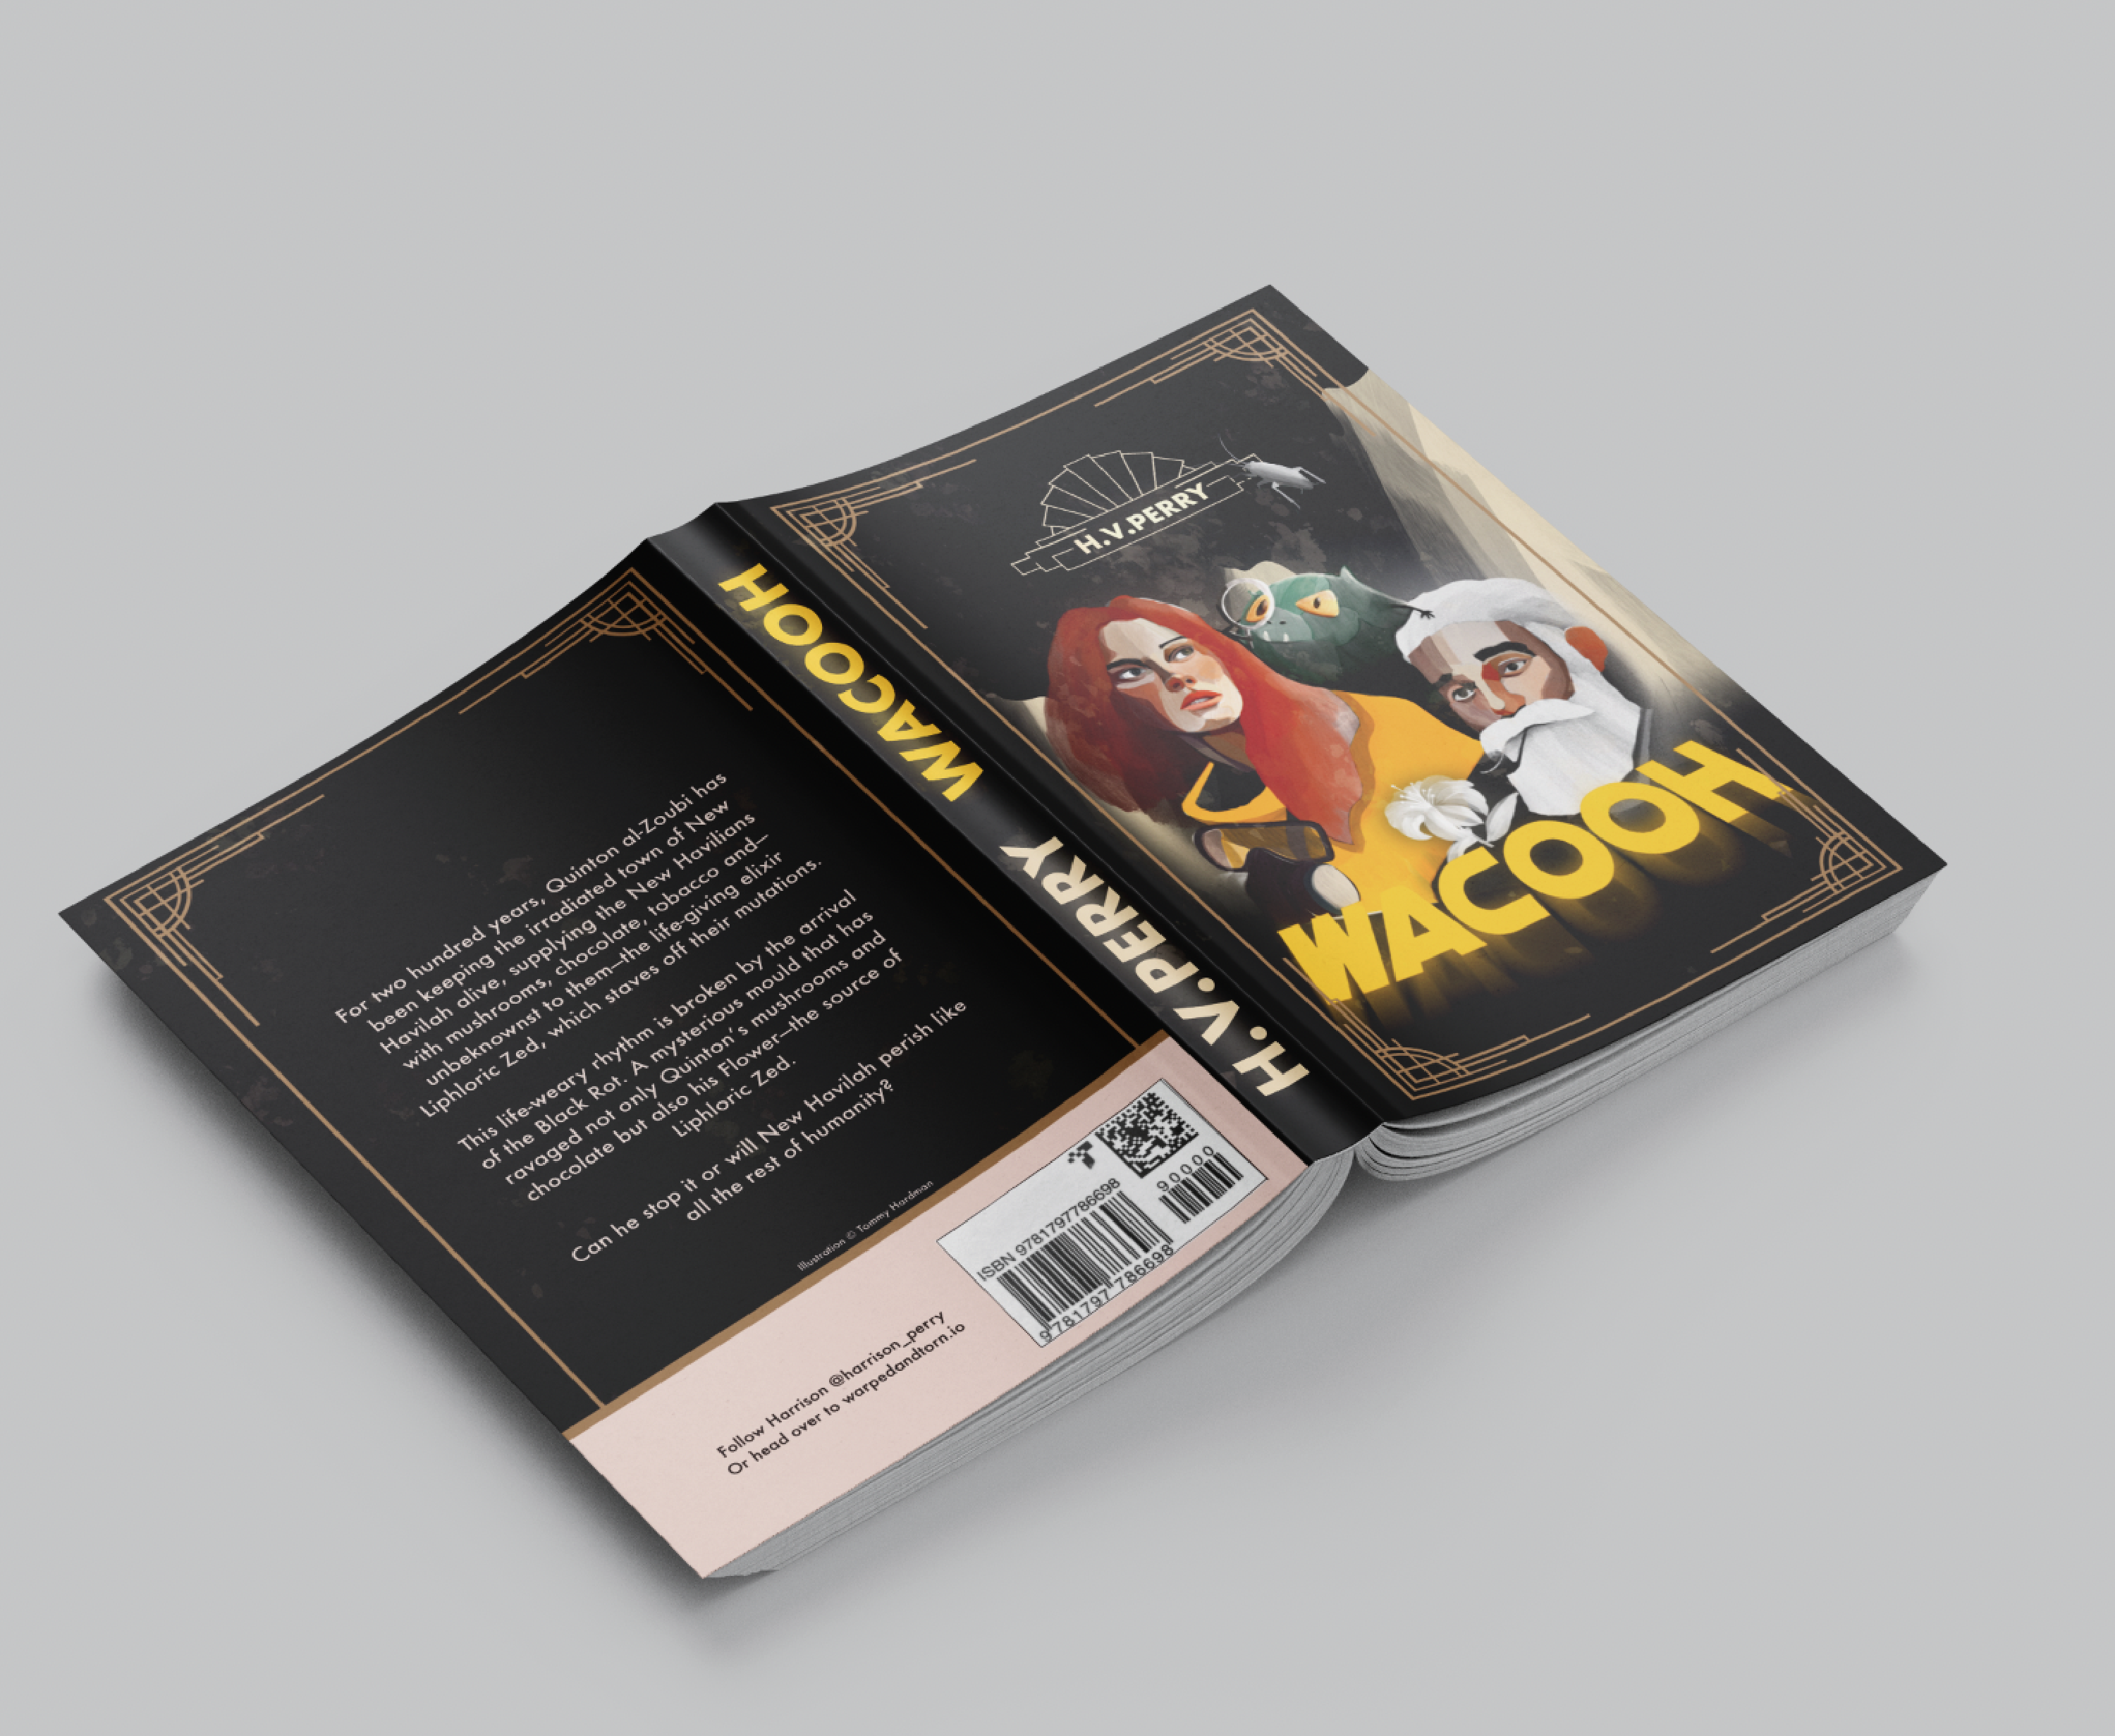 H.V.PERRY
WACOOH
WACOOH
H.V.PERRY
For two hundred years, Quinton al-Zoubi has
been keeping the irradiated town of New
Havilah alive, supplying the New Havilians
with mushrooms, chocolate, tobacco and—
unbeknownst to them—the life-giving elixir
Liphloric Zed, which staves off their mutations.
This life-weary rhythm is broken by the arrival
of the Black Rot. A mysterious mould that has
ravaged not only Quinton's mushrooms and
chocolate but also his Flower—the source of
Liphloric Zed.
Can he stop it or will New Havilah perish like
all the rest of humanity?
Illustration © Tommy Hardman
Follow Harrison @harrison_perry
Or head over to warpedandtorn.io
ISBN 9781797786698
90000
9781797786698